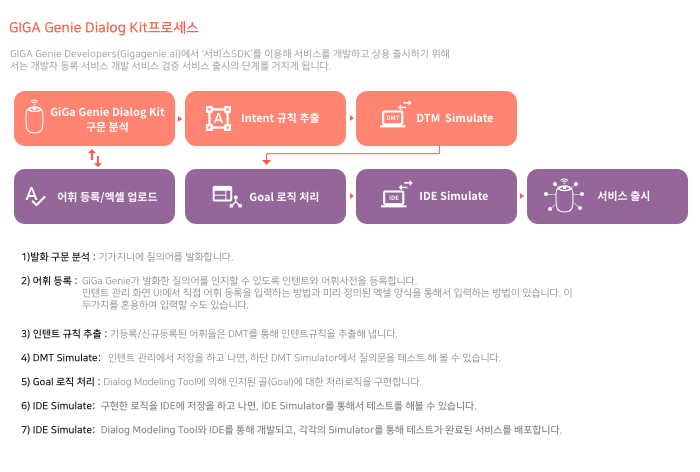 GIGA Genie Dialog Kit프로세스
GIGA Genie Developers(Gigagenie.ai)에서 '서비스SDK'를 이용해 서비스를 개발하고 상용 출시하기 위해
서는 개발자 등록 서비스 개발 서비스 검증 서비스 출시의 단계를 거치게 됩니다.
GiGa Genie Dialog Kit
구문 분석
A
Intent 규칙 추출
DMT
DTM Simulate
A
어휘 등록/엑셀 업로드
Goal 로직 처리
IDE
IDE Simulate
서비스 출시
1)발화 구문 분석 : 기가지니에 질의어를 발화합니다.
2) 어휘 등록 : GiGa Genie가 발화한 질의어를 인지할 수 있도록 인텐트와 어휘사전을 등록합니다.
인텐트 관리 화면 UI에서 직접 어휘 등록을 입력하는 방법과 미리 정의된 엑셀 양식을 통해서 입력하는 방법이 있습니다. 이
두가지를 혼용하며 입력할 수도 있습니다.
3) 인텐트 규칙 추출 : 기등록/신규등록된 어휘들은 DMT를 통해 인텐트규칙을 추출해 냅니다.
4) DMT Simulate: 인텐트 관리에서 저장을 하고 나면, 하단 DMT Simulator에서 질의문을 테스트 해 볼 수 있습니다.
5) Goal 로직 처리 : Dialog Modeling Tool에 의해 인지된 골(Goal)에 대한 처리로직을 구현합니다.
6) IDE Simulate: 구현한 로직을 IDE에 저장을 하고 나면, IDE Simulator를 통해서 테스트를 해볼 수 있습니다.
7) IDE Simulate: Dialog Modeling Tool와 IDE를 통해 개발되고, 각각의 Simulator를 통해 테스트가 완료된 서비스를 배포합니다.